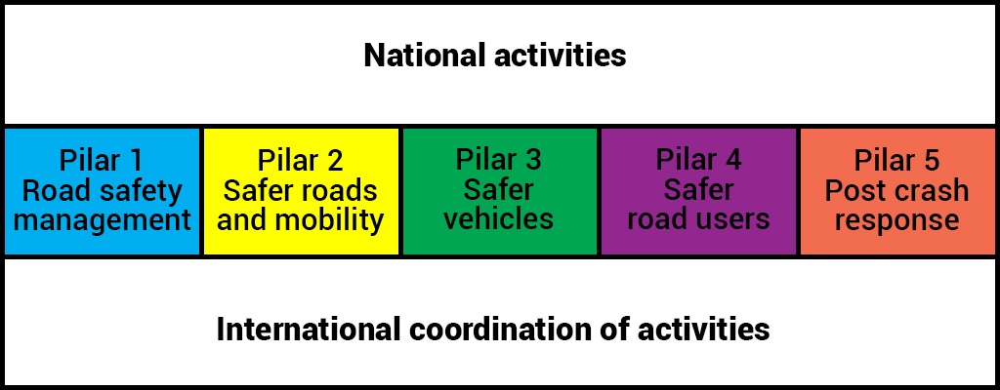 National activities
Pilar 1
Road safety
management
Pilar 2
Safer roads
and mobility
Pilar 3
Safer
vehicles
Pilar 4
Safer
road users
Pilar 5
Post crash
response
International coordination of activities